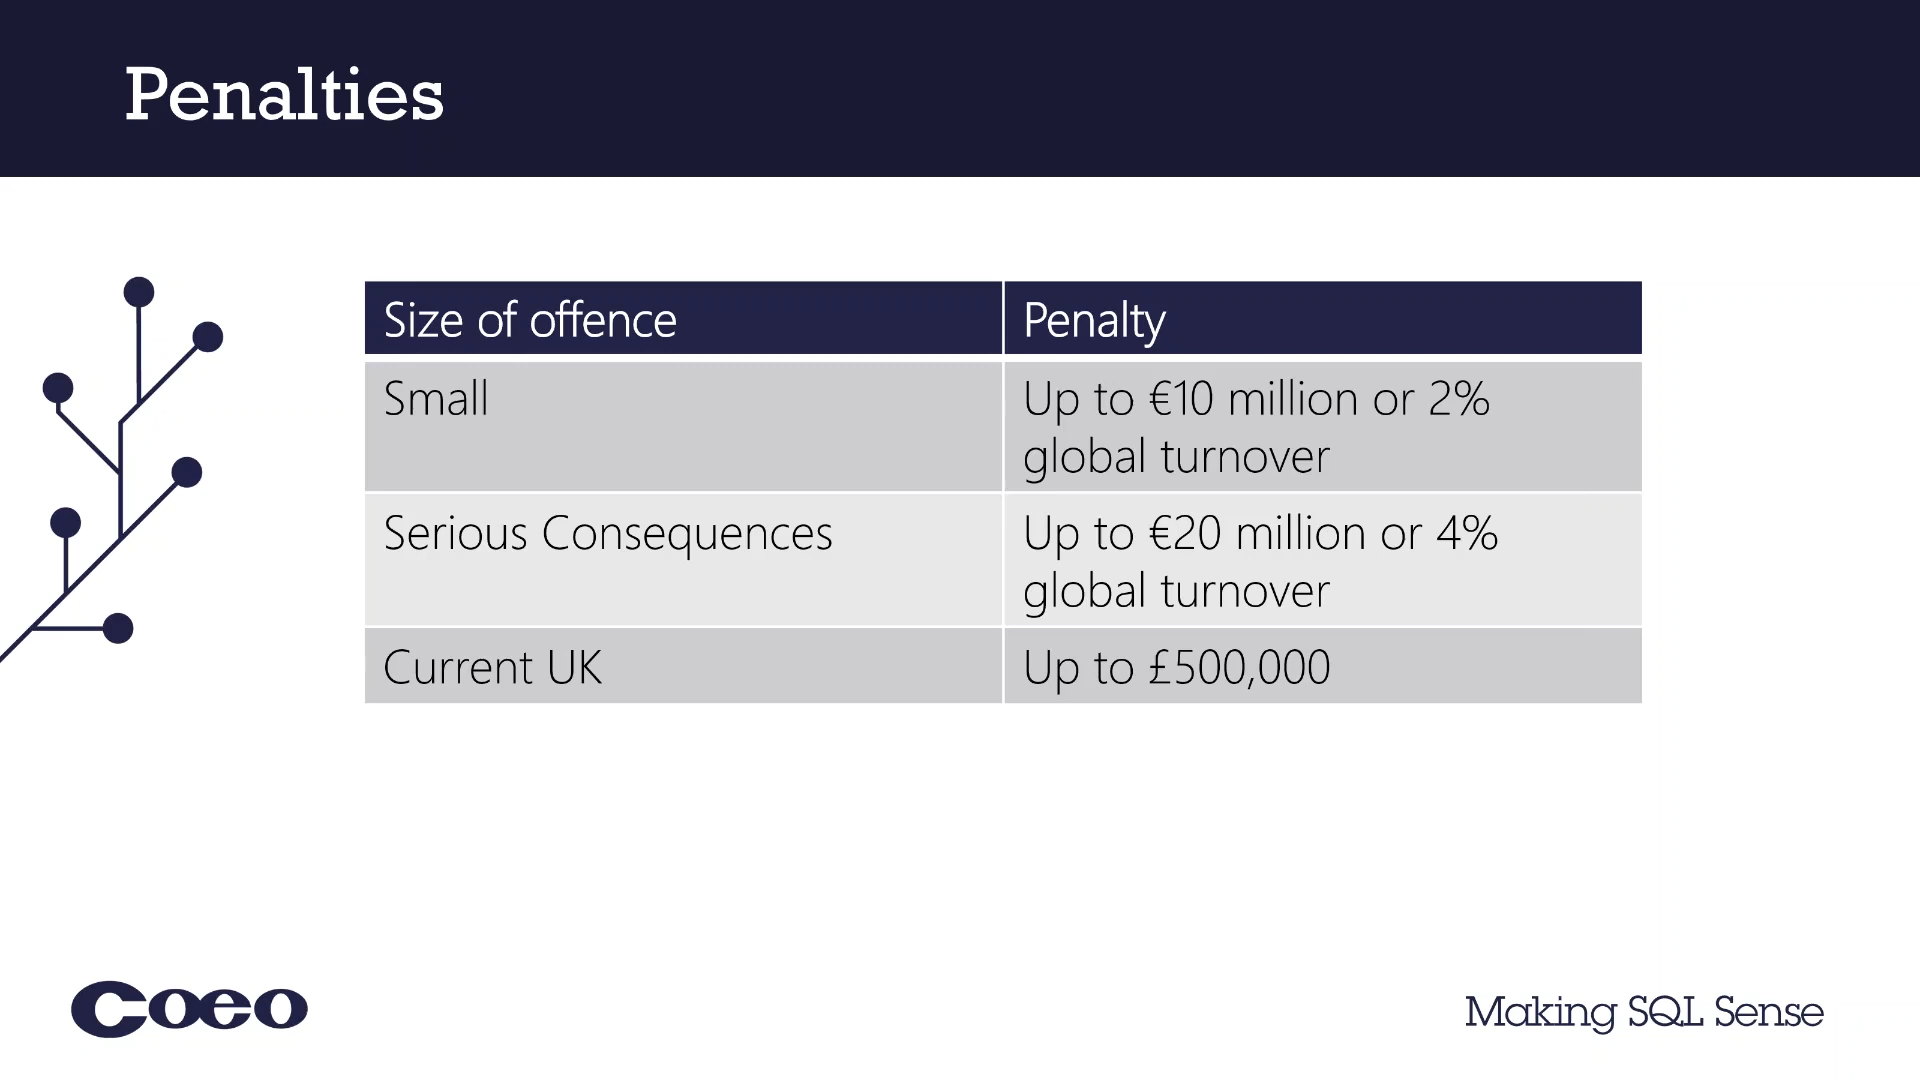 Penalties
Size of offence
Penalty
Small
Up to €10 million or 2%
global turnover
Serious Consequences
Up to €20 million or 4%
global turnover
Current UK
Up to £500,000
Coeo
Making SQL Sense